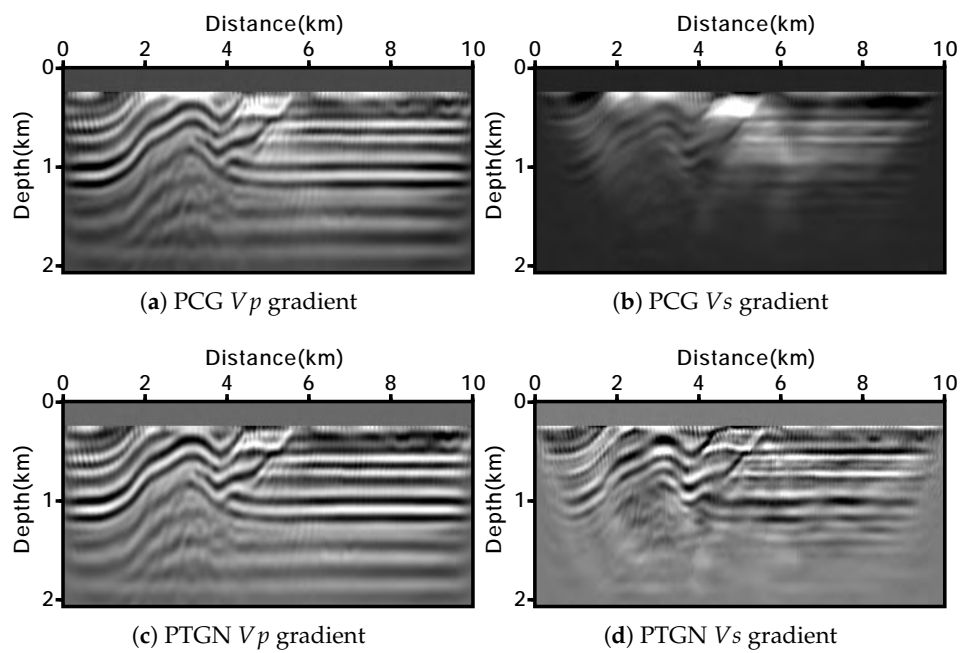 Distance(km) Distance(km)
0 2 4 6 8 10 0 2 4 6 8 10
0 0
Depth(km) Depth(km)
1 1
2 2
(a) PCG Vp gradient (b) PCG Vs gradient
Distance(km) Distance(km)
0 2 4 6 8 10 0 2 4 6 8 10
0 0
Depth(km) Depth(km)
1 1
2 2
(c) PTGN Vp gradient (d) PTGN Vs gradient